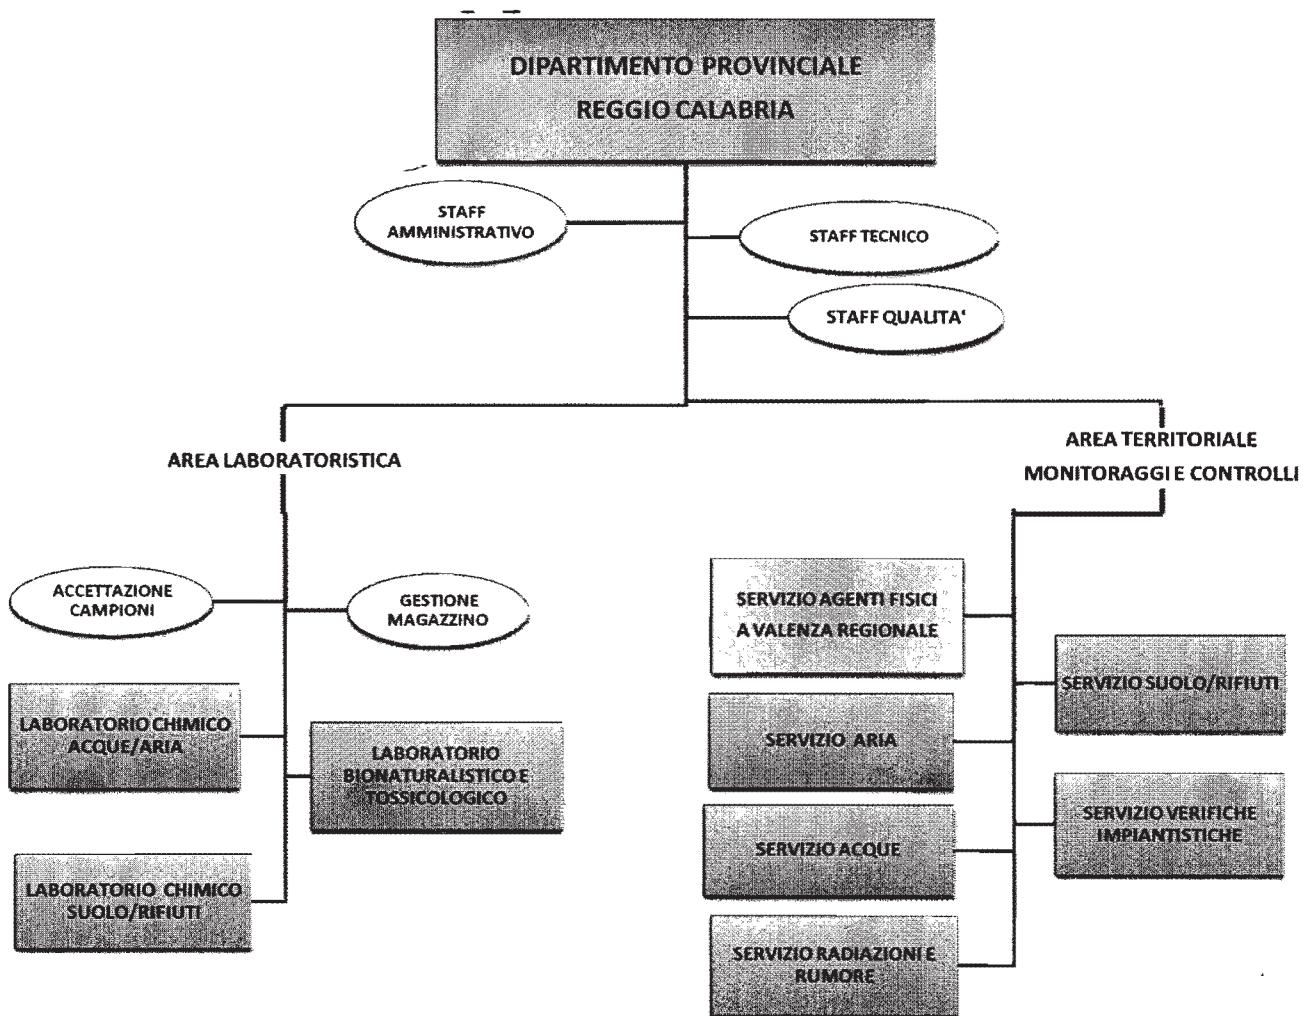 DIPARTIMENTO PROVINCIALE
REGGIO CALABRIA
STAFF
AMMINISTRATIVO
STAFF TECNICO
STAFF QUALITA'
AREA LABORATORISTICA
AREA TERRITORIALE
MONITORAGGI E CONTROLLI
ACCETTAZIONE
CAMPIONI
GESTIONE
MAGAZZINO
LABORATORIO CHIMICO
ACQUE/ARIA
LABORATORIO
BIONATURALISTICO E
TOSSICOLOGICO
LABORATORIO CHIMICO
SUOLO/RIFIUTI
SERVIZIO AGENTI FISICI
A VALENZA REGIONALE
SERVIZIO SUOLO/RIFIUTI
SERVIZIO ARIA
SERVIZIO VERIFICHE
IMPIANTISTICHE
SERVIZIO ACQUE
SERVIZIO RADIAZIONI E
RUMORE